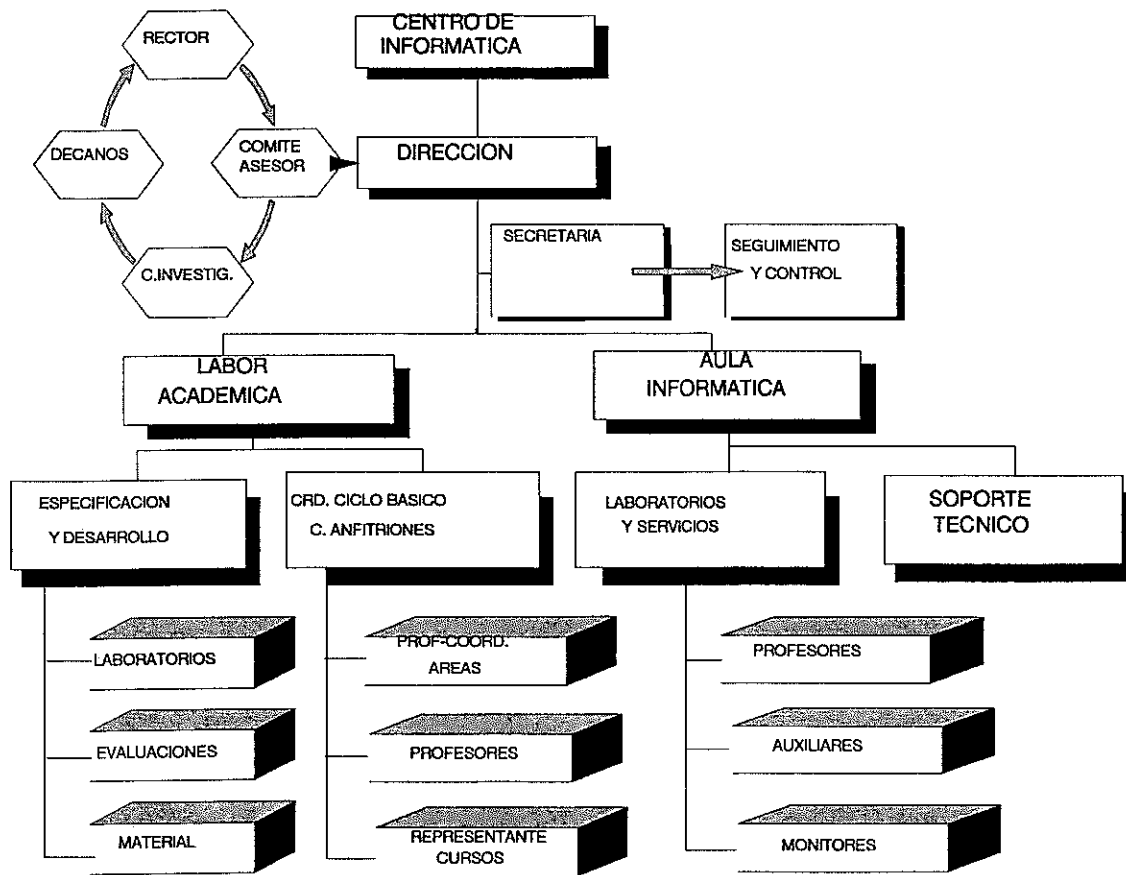 RECTOR
CENTRO DE
INFORMATICA
DECANOS
COMITE
ASESOR
DIRECCION
C.INVESTIG.
SECRETARIA
SEGUIMIENTO
Y CONTROL
LABOR
ACADEMICA
AULA
INFORMATICA
ESPECIFICACION
Y DESARROLLO
CRD. CICLO BASICO
C. ANFITRIONES
LABORATORIOS
Y SERVICIOS
SOPORTE
TECNICO
LABORATORIOS
EVALUACIONES
MATERIAL
PROF-COORD.
AREAS
PROFESORES
REPRESENTANTE
CURSOS
PROFESORES
AUXILIARES
MONITORES